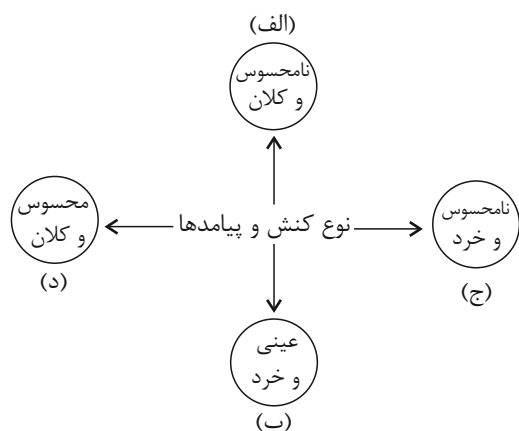 (الف)
نامحسوس
و کلان
نامحسوس
و خرد
(ج)
نوع کنش و پیامدها
محسوس
و کلان
(د)
عینی
و خرد
(ب)